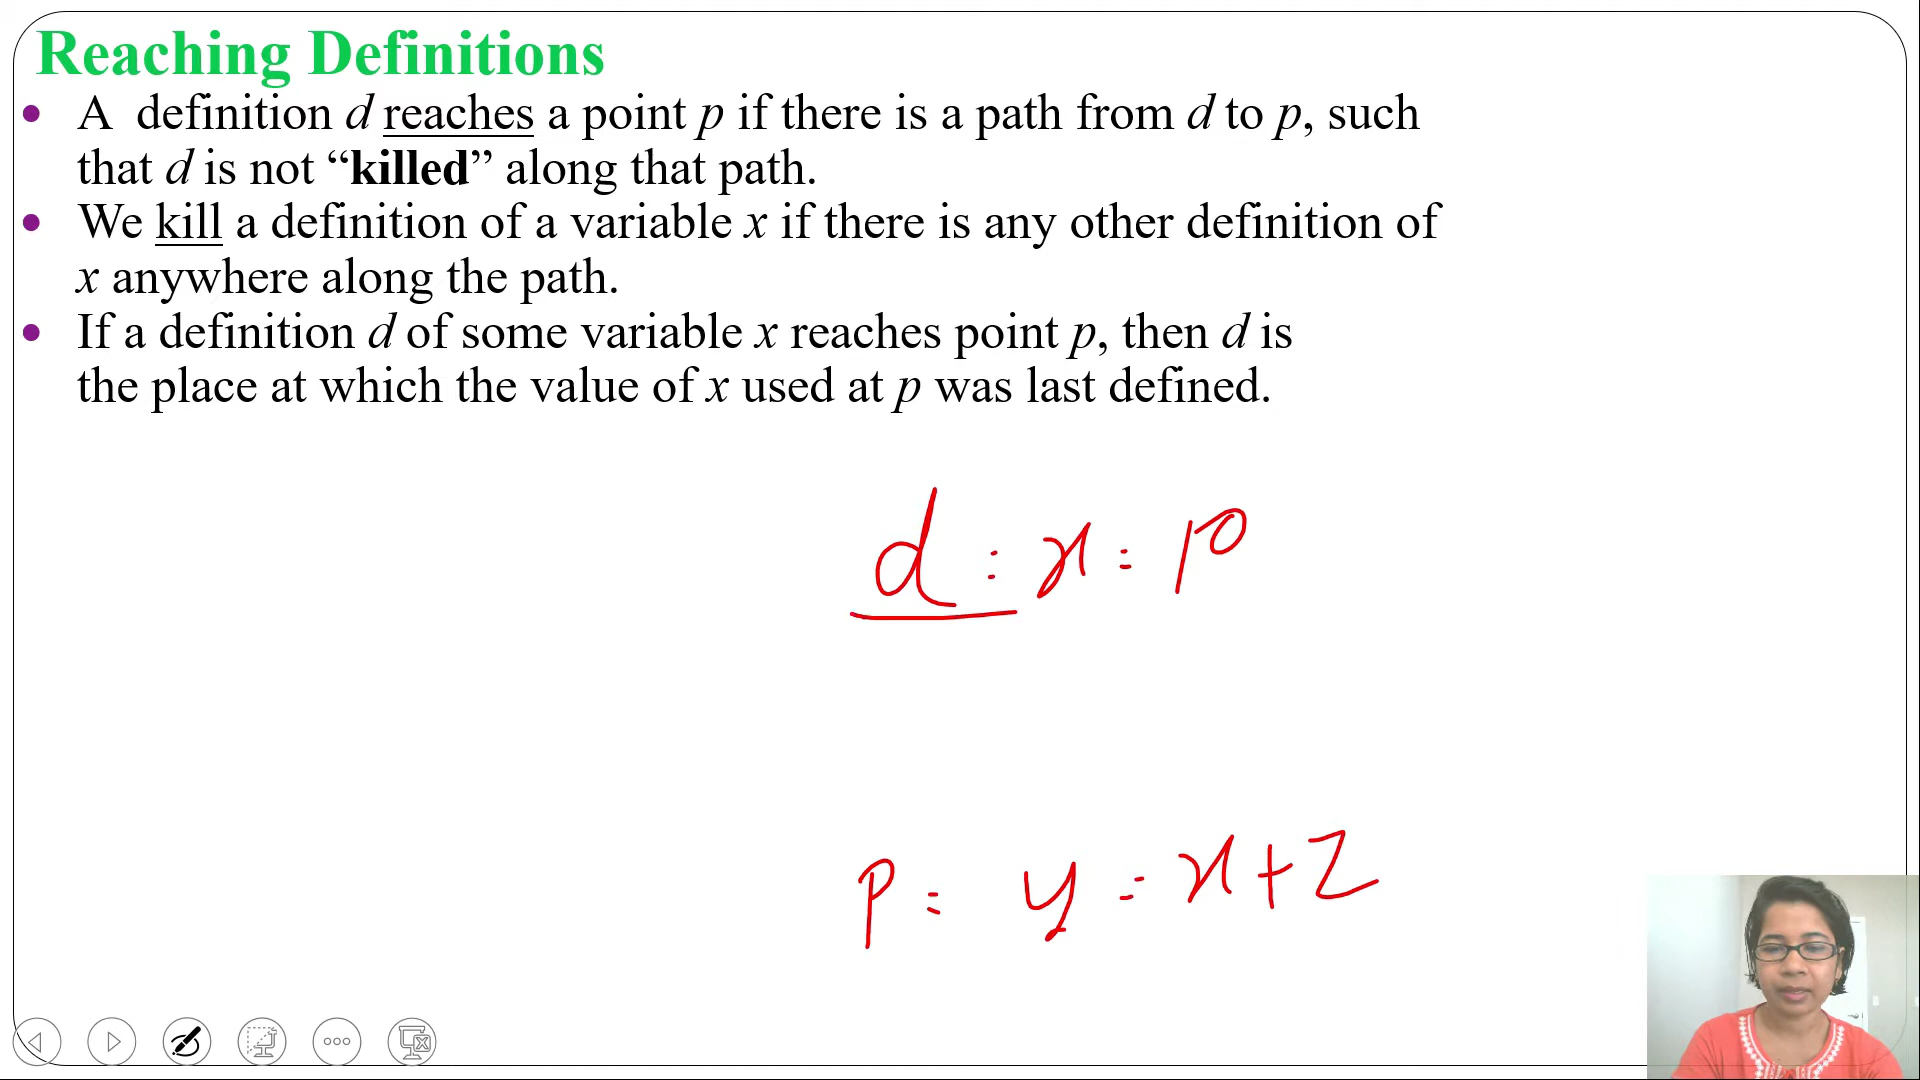 Reaching Definitions
• A definition d reaches a point p if there is a path from d to p, such
that d is not “killed” along that path.
• We kill a definition of a variable x if there is any other definition of
x anywhere along the path.
• If a definition d of some variable x reaches point p, then d is
the place at which the value of x used at p was last defined.
d : x = 10
p = y = x + 2